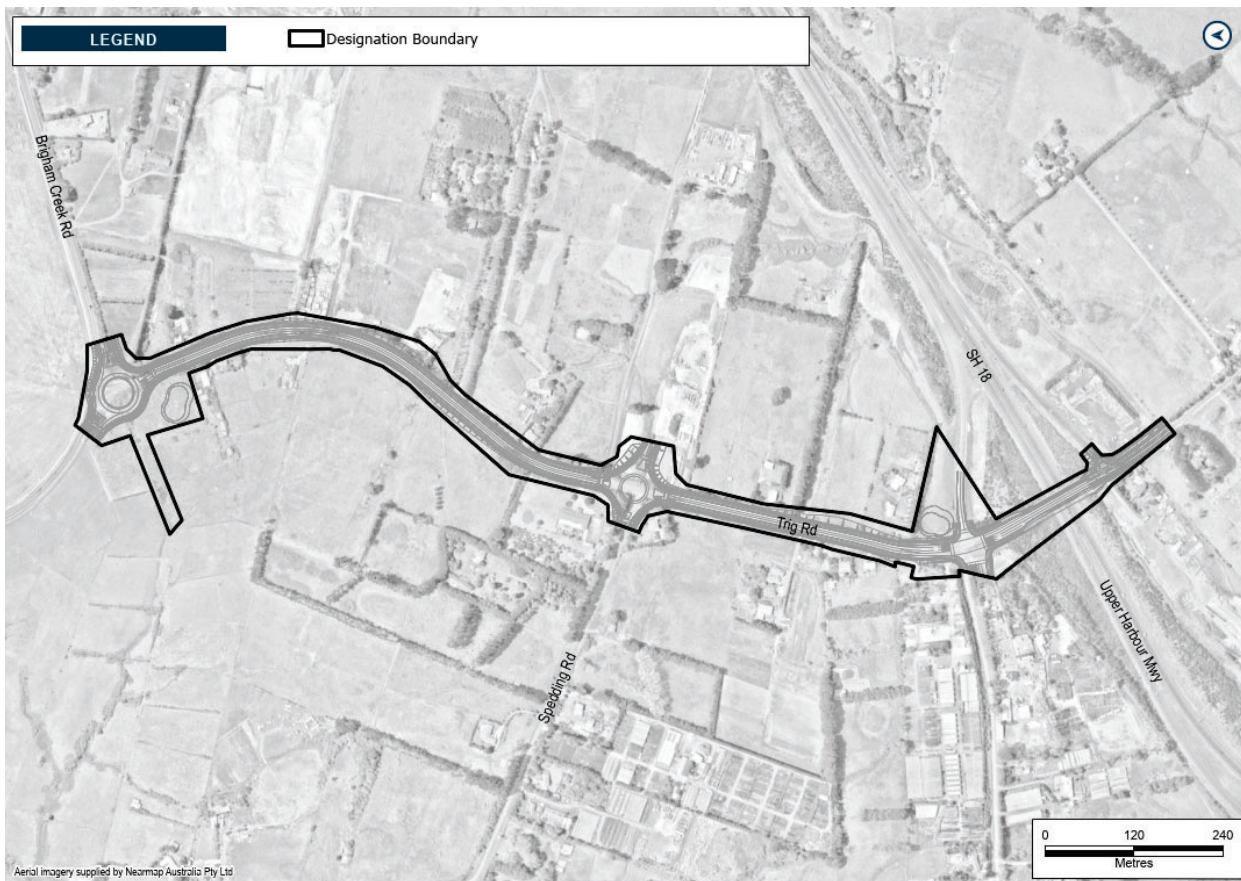 LEGEND
Designation Boundary
Brigham Creek Rd
SH 18
Trig Rd
Upper Harbour Mwy
Spedding Rd
0 120 240
Metres
Aerial imagery supplied by Nearmap Australia Pty Ltd